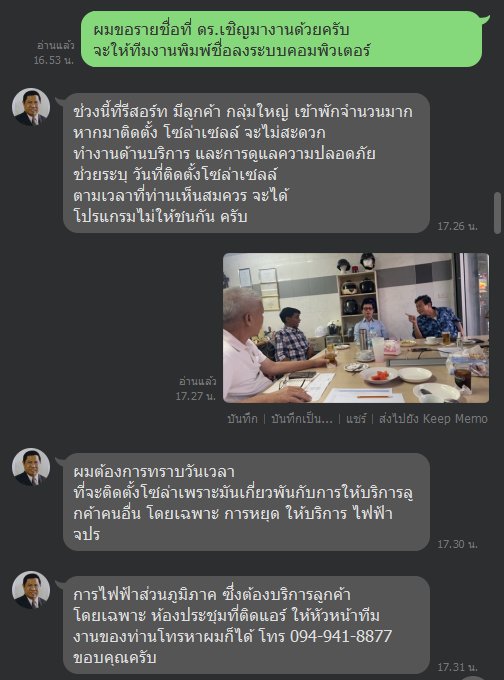 ผมขอรายชื่อที่ ดร.เชิญมางานด้วยครับ
จะให้ทีมงานพิมพ์ชื่อลงระบบคอมพิวเตอร์
อ่านแล้ว
16.53 น.
ช่วงนี้ที่รีสอร์ท มีลูกค้า กลุ่มใหญ่ เข้าพักจำนวนมาก
หากมาติดตั้ง โซล่าเซลล์ จะไม่สะดวก
ทำงานด้านบริการ และการดูแลความปลอดภัย
ช่วยระบุ วันที่ติดตั้งโซล่าเซลล์
ตามเวลาที่ท่านเห็นสมควร จะได้
โปรแกรมไม่ให้ชนกัน ครับ
17.26 น.
อ่านแล้ว
17.27 น.
บันทึก | บันทึกเป็น... | แชร์ | ส่งไปยัง Keep Memo
ผมต้องการทราบวันเวลา
ที่จะติดตั้งโซล่าเพราะมันเกี่ยวพันกับการให้บริการลู
กค้าคนอื่น โดยเฉพาะ การหยุด ให้บริการ ไฟฟ้า
จปร
17.30 น.
การไฟฟ้าส่วนภูมิภาค ซึ่งต้องบริการลูกค้า
โดยเฉพาะ ห้องประชุมที่ติดแอร์ ให้หัวหน้าทีม
งานของท่านโทรหาผมก็ได้ โทร 094-941-8877
ขอบคุณครับ
17.31 น.